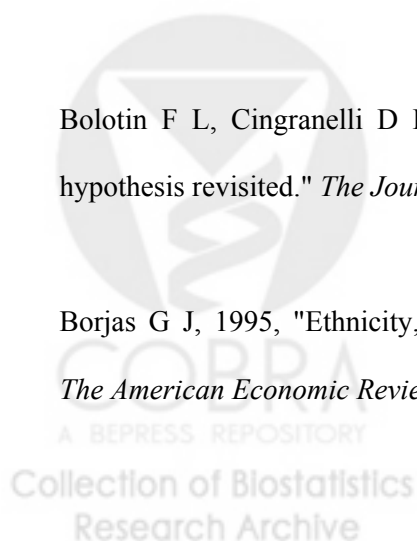 Bolotin F L, Cingranelli D
hypothesis revisited." The Jour
Borjas G J, 1995, "Ethnicity,
The American Economic Review
COBRA
A BEPRESS REPOSITORY
Collection of Biostatistics
Research Archive